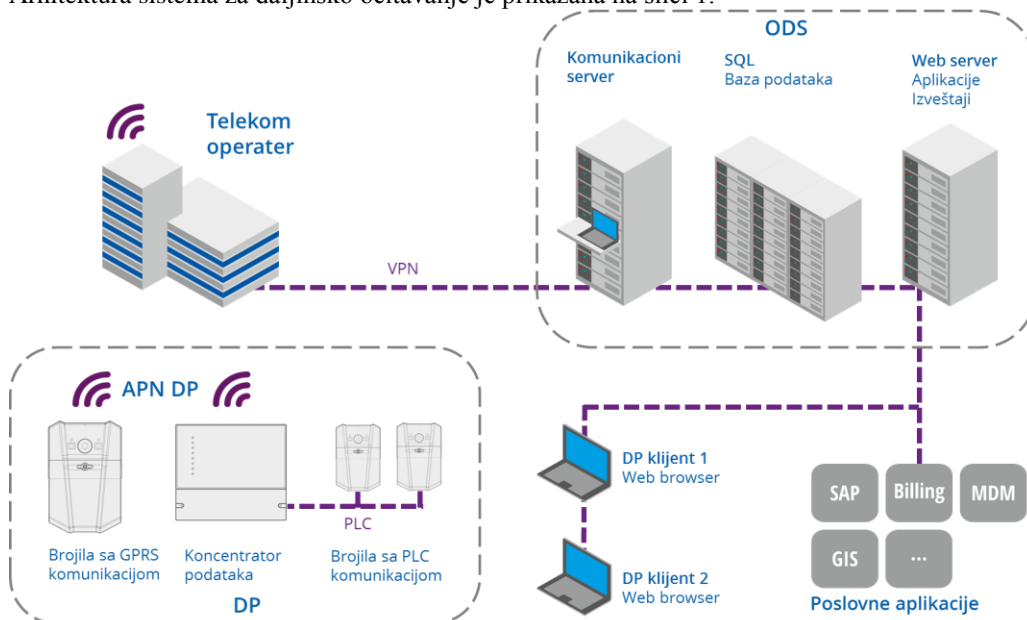 Arhitektura sistema za daljinsko očitavanje je prikazana na slici 1.
ODS
Komunikacioni
server
SQL
Baza podataka
Web server
Aplikacije
Izveštaji
Telekom
operater
VPN
APN DP
PLC
Brojila sa GPRS
komunikacijom
Koncentrator
podataka
Brojila sa PLC
komunikacijom
DP
DP klijent 1
Web browser
DP klijent 2
Web browser
SAP
Billing
MDM
GIS
...
Poslovne aplikacije